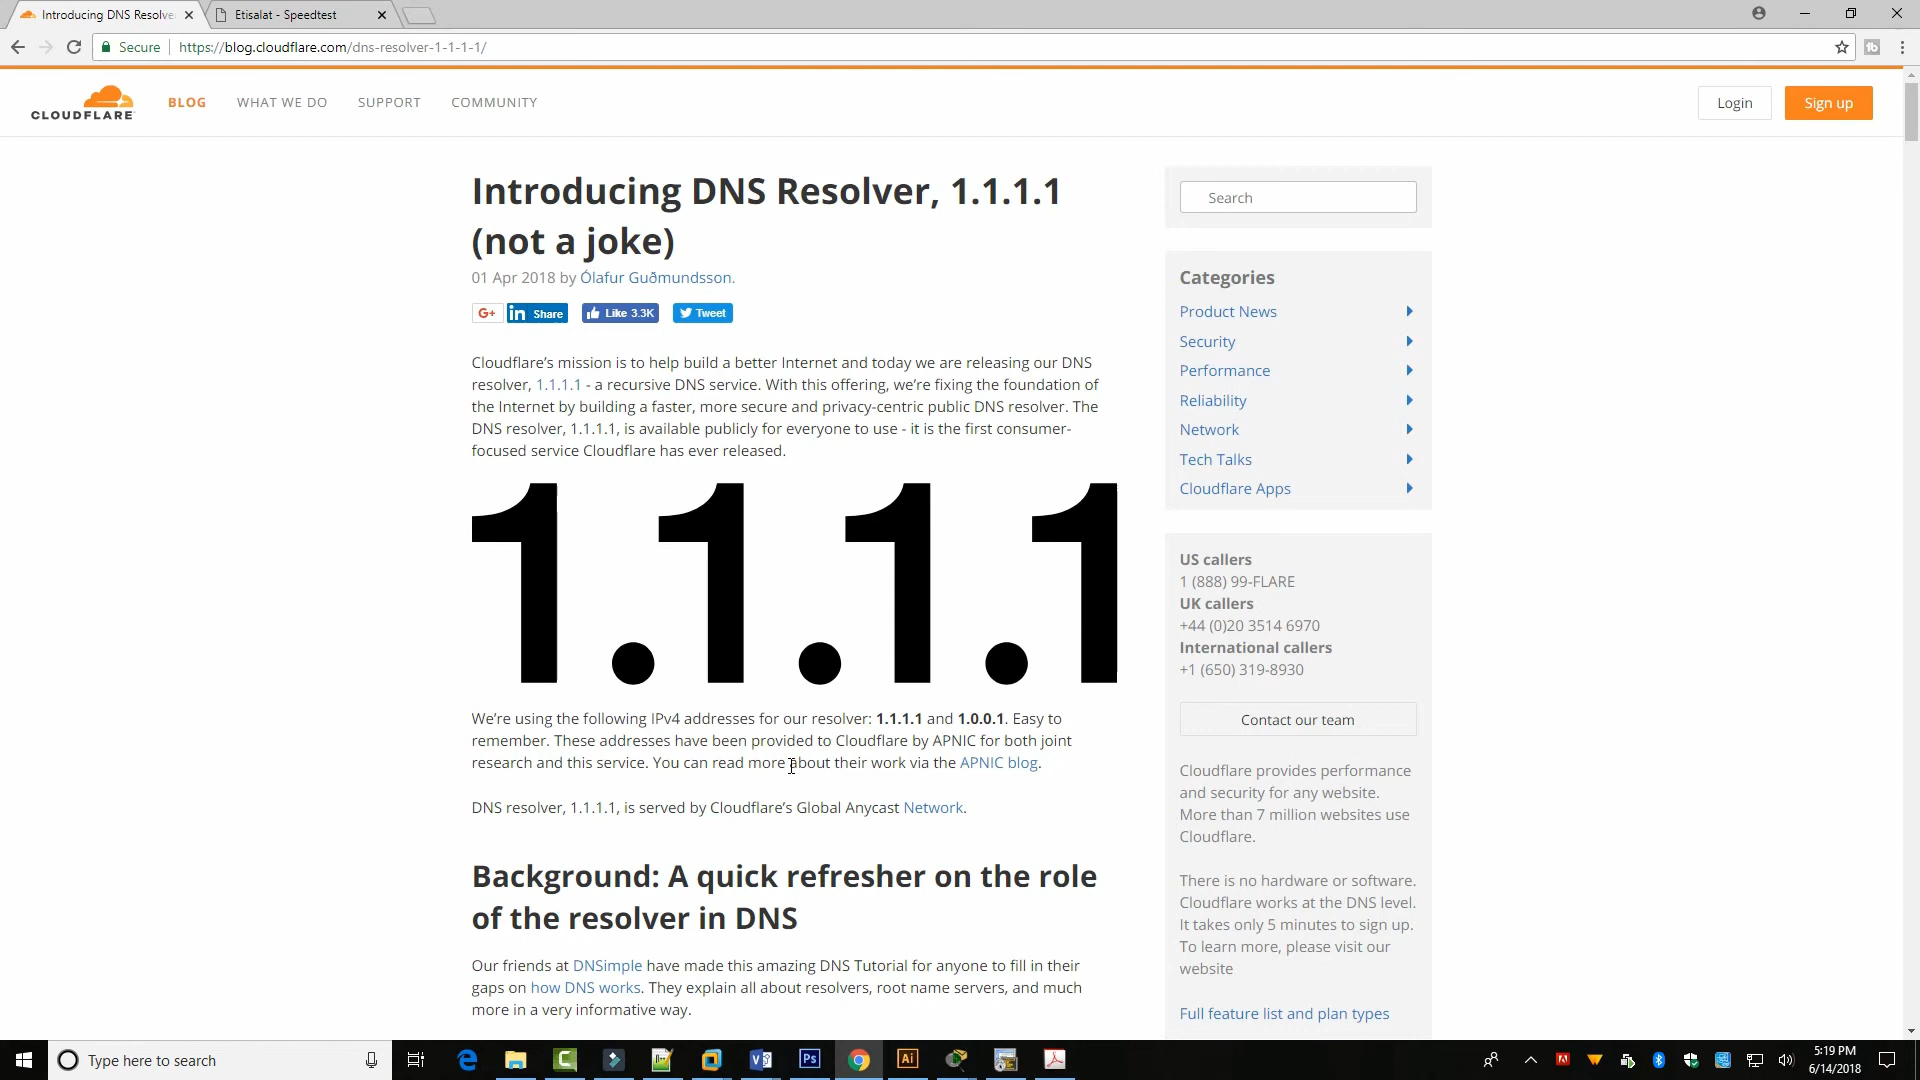 Introducing DNS Resolve
Etisalat - Speedtest
Secure
https://blog.cloudflare.com/dns-resolver-1-1-1-1/
CLOUDFLARE
BLOG
WHAT WE DO
SUPPORT
COMMUNITY
Login
Sign up
Introducing DNS Resolver, 1.1.1.1
(not a joke)
01 Apr 2018 by Ólafur Guðmundsson.
G+
in Share
Like 3.3K
Tweet
Cloudflare’s mission is to help build a better Internet and today we are releasing our DNS
resolver, 1.1.1.1 - a recursive DNS service. With this offering, we’re fixing the foundation of
the Internet by building a faster, more secure and privacy-centric public DNS resolver. The
DNS resolver, 1.1.1.1, is available publicly for everyone to use - it is the first consumer-
focused service Cloudflare has ever released.
1.1.1.1
We’re using the following IPv4 addresses for our resolver: 1.1.1.1 and 1.0.0.1. Easy to
remember. These addresses have been provided to Cloudflare by APNIC for both joint
research and this service. You can read more about their work via the APNIC blog.
DNS resolver, 1.1.1.1, is served by Cloudflare’s Global Anycast Network.
Background: A quick refresher on the role
of the resolver in DNS
Our friends at DNSimple have made this amazing DNS Tutorial for anyone to fill in their
gaps on how DNS works. They explain all about resolvers, root name servers, and much
more in a very informative way.
Search
Categories
Product News
Security
Performance
Reliability
Network
Tech Talks
Cloudflare Apps
US callers
1 (888) 99-FLARE
UK callers
+44 (0)20 3514 6970
International callers
+1 (650) 319-8930
Contact our team
Cloudflare provides performance
and security for any website.
More than 7 million websites use
Cloudflare.
There is no hardware or software.
Cloudflare works at the DNS level.
It takes only 5 minutes to sign up.
To learn more, please visit our
website
Full feature list and plan types
Type here to search
Ps
Ai
5:19 PM
6/14/2018